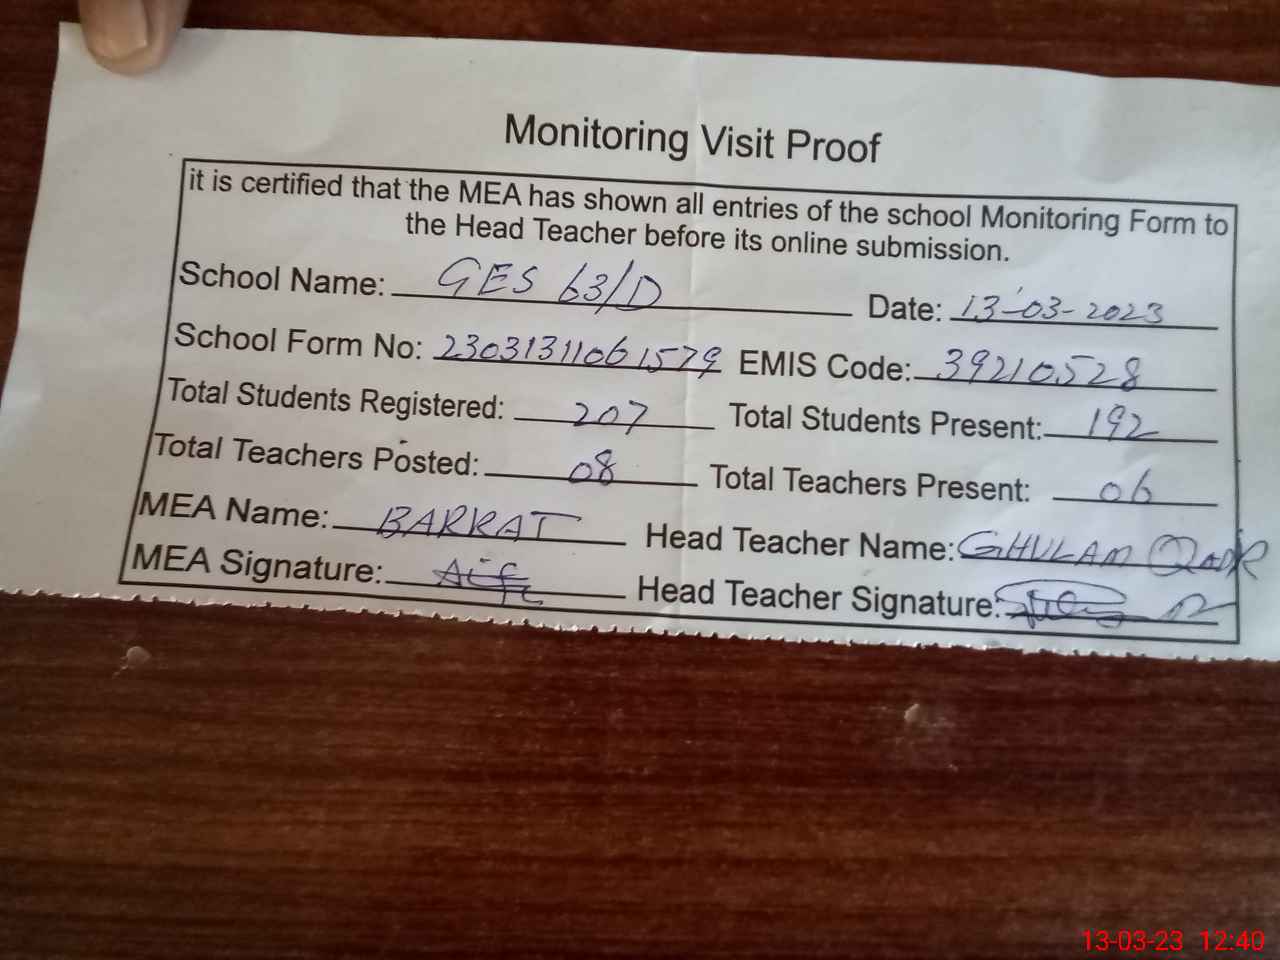 Monitoring Visit Proof
it is certified that the MEA has shown all entries of the school Monitoring Form to
the Head Teacher before its online submission.
School Name: GES 63/D Date: 13-03-2023
School Form No: 23031311061579 EMIS Code: 39210528
Total Students Registered: 207 Total Students Present: 192
Total Teachers Posted: 08 Total Teachers Present: 06
MEA Name: BARKAT Head Teacher Name: GHULAM QADIR
MEA Signature: Head Teacher Signature:
13-03-23 12:40